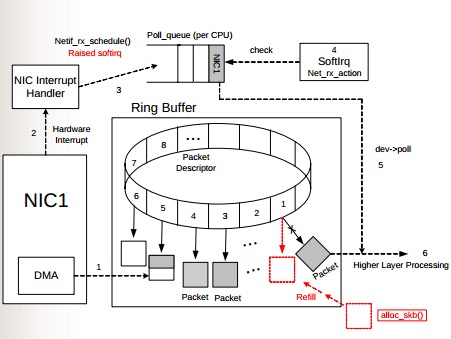 Netif_rx_schedule()
Raised softirq
Poll_queue (per CPU)
NIC1
check
4
SoftIrq
Net_rx_action
NIC Interrupt
Handler
3
2
Hardware
Interrupt
Ring Buffer
dev->poll
5
NIC1
DMA
1
8
...
Packet
Descriptor
7
6
5
4
3
2
1
...
...
Packet
Packet
Packet
6
Higher Layer Processing
Refill
alloc_skb()